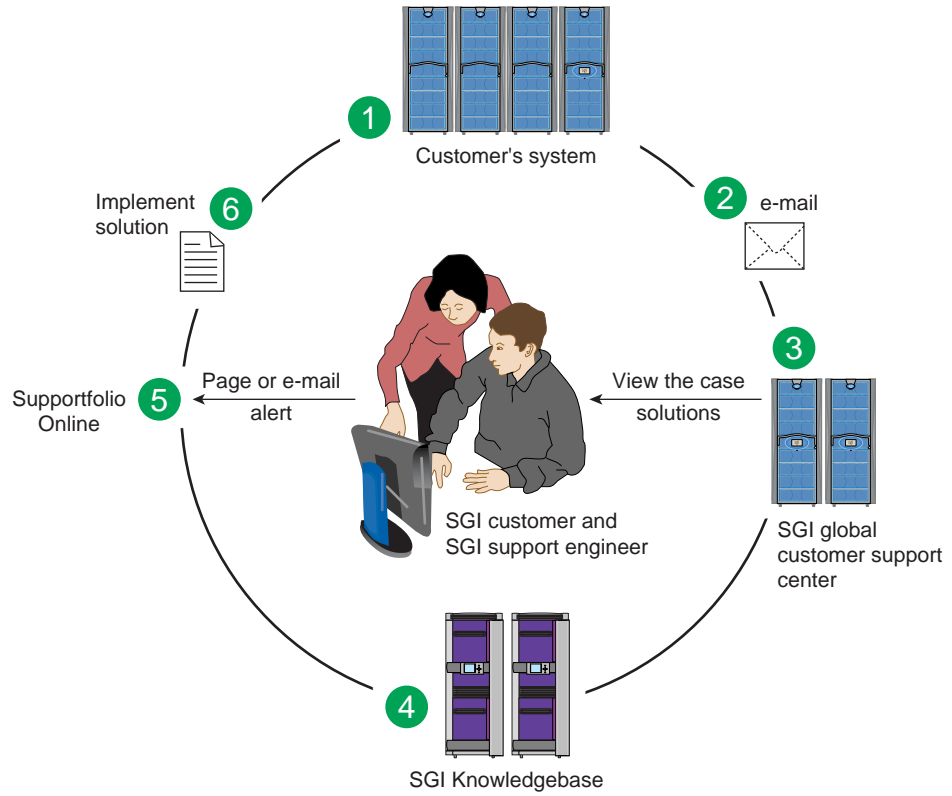 1
Customer's system
2
e-mail
3
SGI global
customer support
center
View the case
solutions
SGI customer and
SGI support engineer
4
SGI Knowledgebase
Page or e-mail
alert
5
Supportfolio
Online
6
Implement
solution